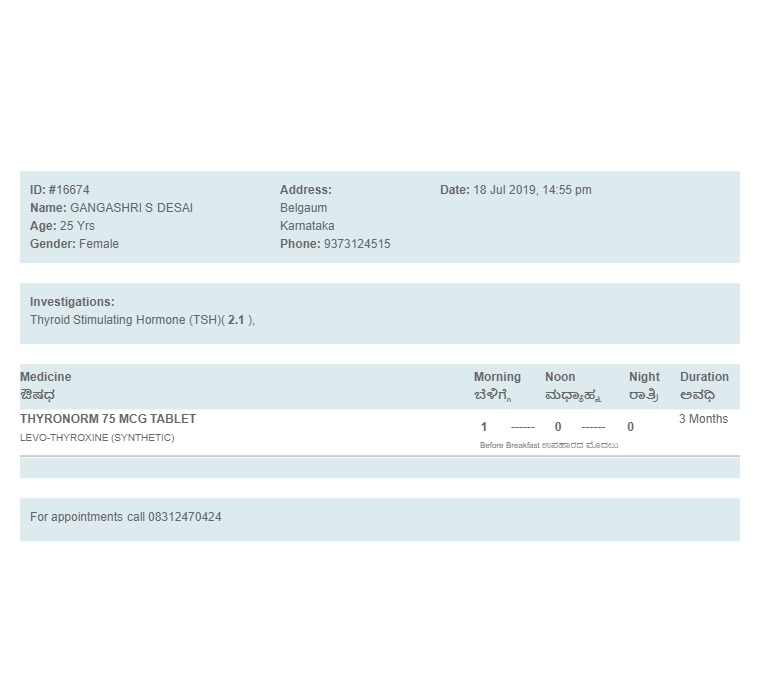 ID: #16674 Address: Date: 18 Jul 2019, 14:55 pm
Name: GANGASHRI S DESAI Belgaum
Age: 25 Yrs Karnataka
Gender: Female Phone: 9373124515
Investigations:
Thyroid Stimulating Hormone (TSH)( 2.1 ),
Medicine Morning Noon Night Duration
ಔಷಧ ಬೆಳಿಗ್ಗೆ ಮಧ್ಯಾಹ್ನ ರಾತ್ರಿ ಅವಧಿ
THYRONORM 75 MCG TABLET 3 Months
1 ------ 0 ------ 0
LEVO-THYROXINE (SYNTHETIC)
Before Breakfast ಉಪಹಾರದ ಮೊದಲು
For appointments call 08312470424